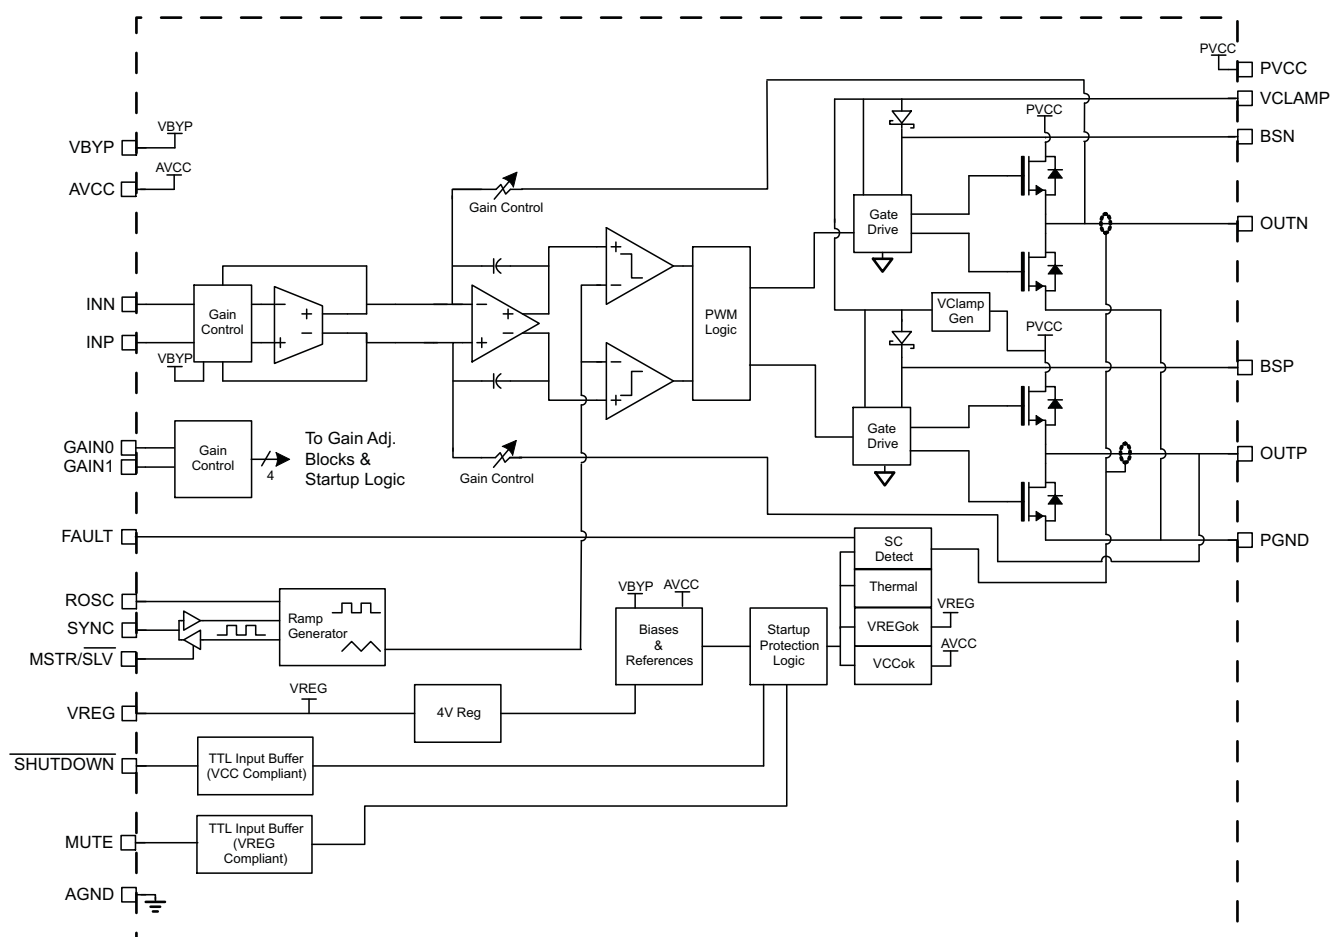 PVCC
PVCC
VCLAMP
PVCC
VBYP
VBYP
BSN
AVCC
AVCC
Gain Control
Gate
Drive
OUTN
INN
INP
Gain
Control
VBYP
+
−
−
+
−
+
+
−
+
−
−
+
PWM
Logic
VClamp
Gen
PVCC
BSP
GAIN0
GAIN1
Gain
Control
4
To Gain Adj.
Blocks &
Startup Logic
Gain Control
Gate
Drive
OUTP
FAULT
SC
Detect
PGND
Thermal
VREGok
VREG
VCCok
AVCC
ROSC
SYNC
MSTR/SLV
Ramp
Generator
VBYP
AVCC
Biases
&
References
Startup
Protection
Logic
VREG
VREG
4V Reg
SHUTDOWN
TTL Input Buffer
(VCC Compliant)
MUTE
TTL Input Buffer
(VREG
Compliant)
AGND